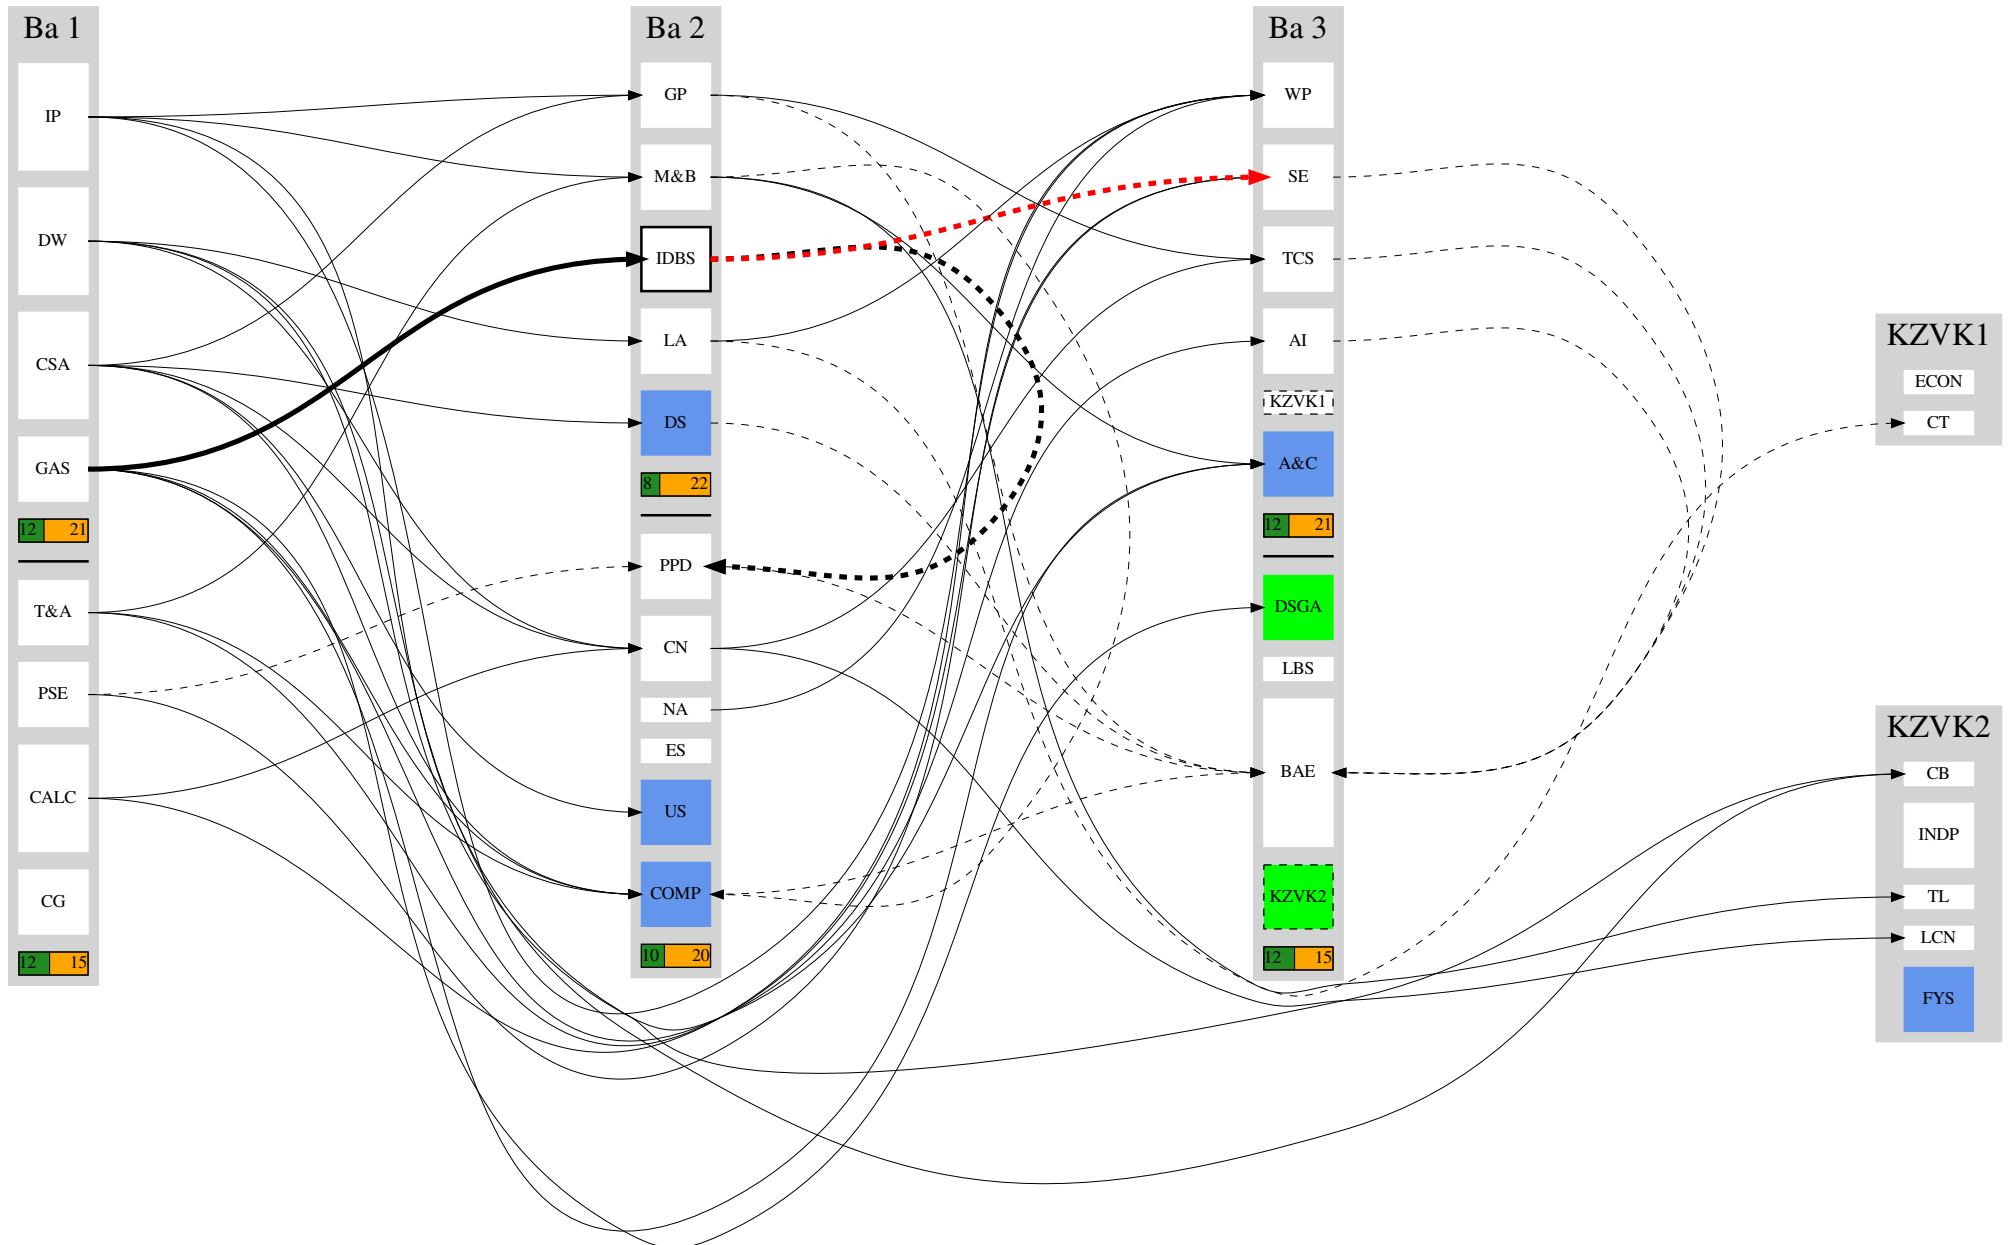 Ba 1
IP
DW
CSA
GAS
12 21
T&A
PSE
CALC
CG
12 15
Ba 2
GP
M&B
IDBS
LA
DS
8 22
PPD
CN
NA
ES
US
COMP
10 20
Ba 3
WP
SE
TCS
AI
KZVK1
A&C
12 21
DSGA
LBS
BAE
KZVK2
12 15
KZVK1
ECON
CT
KZVK2
CB
INDP
TL
LCN
FYS